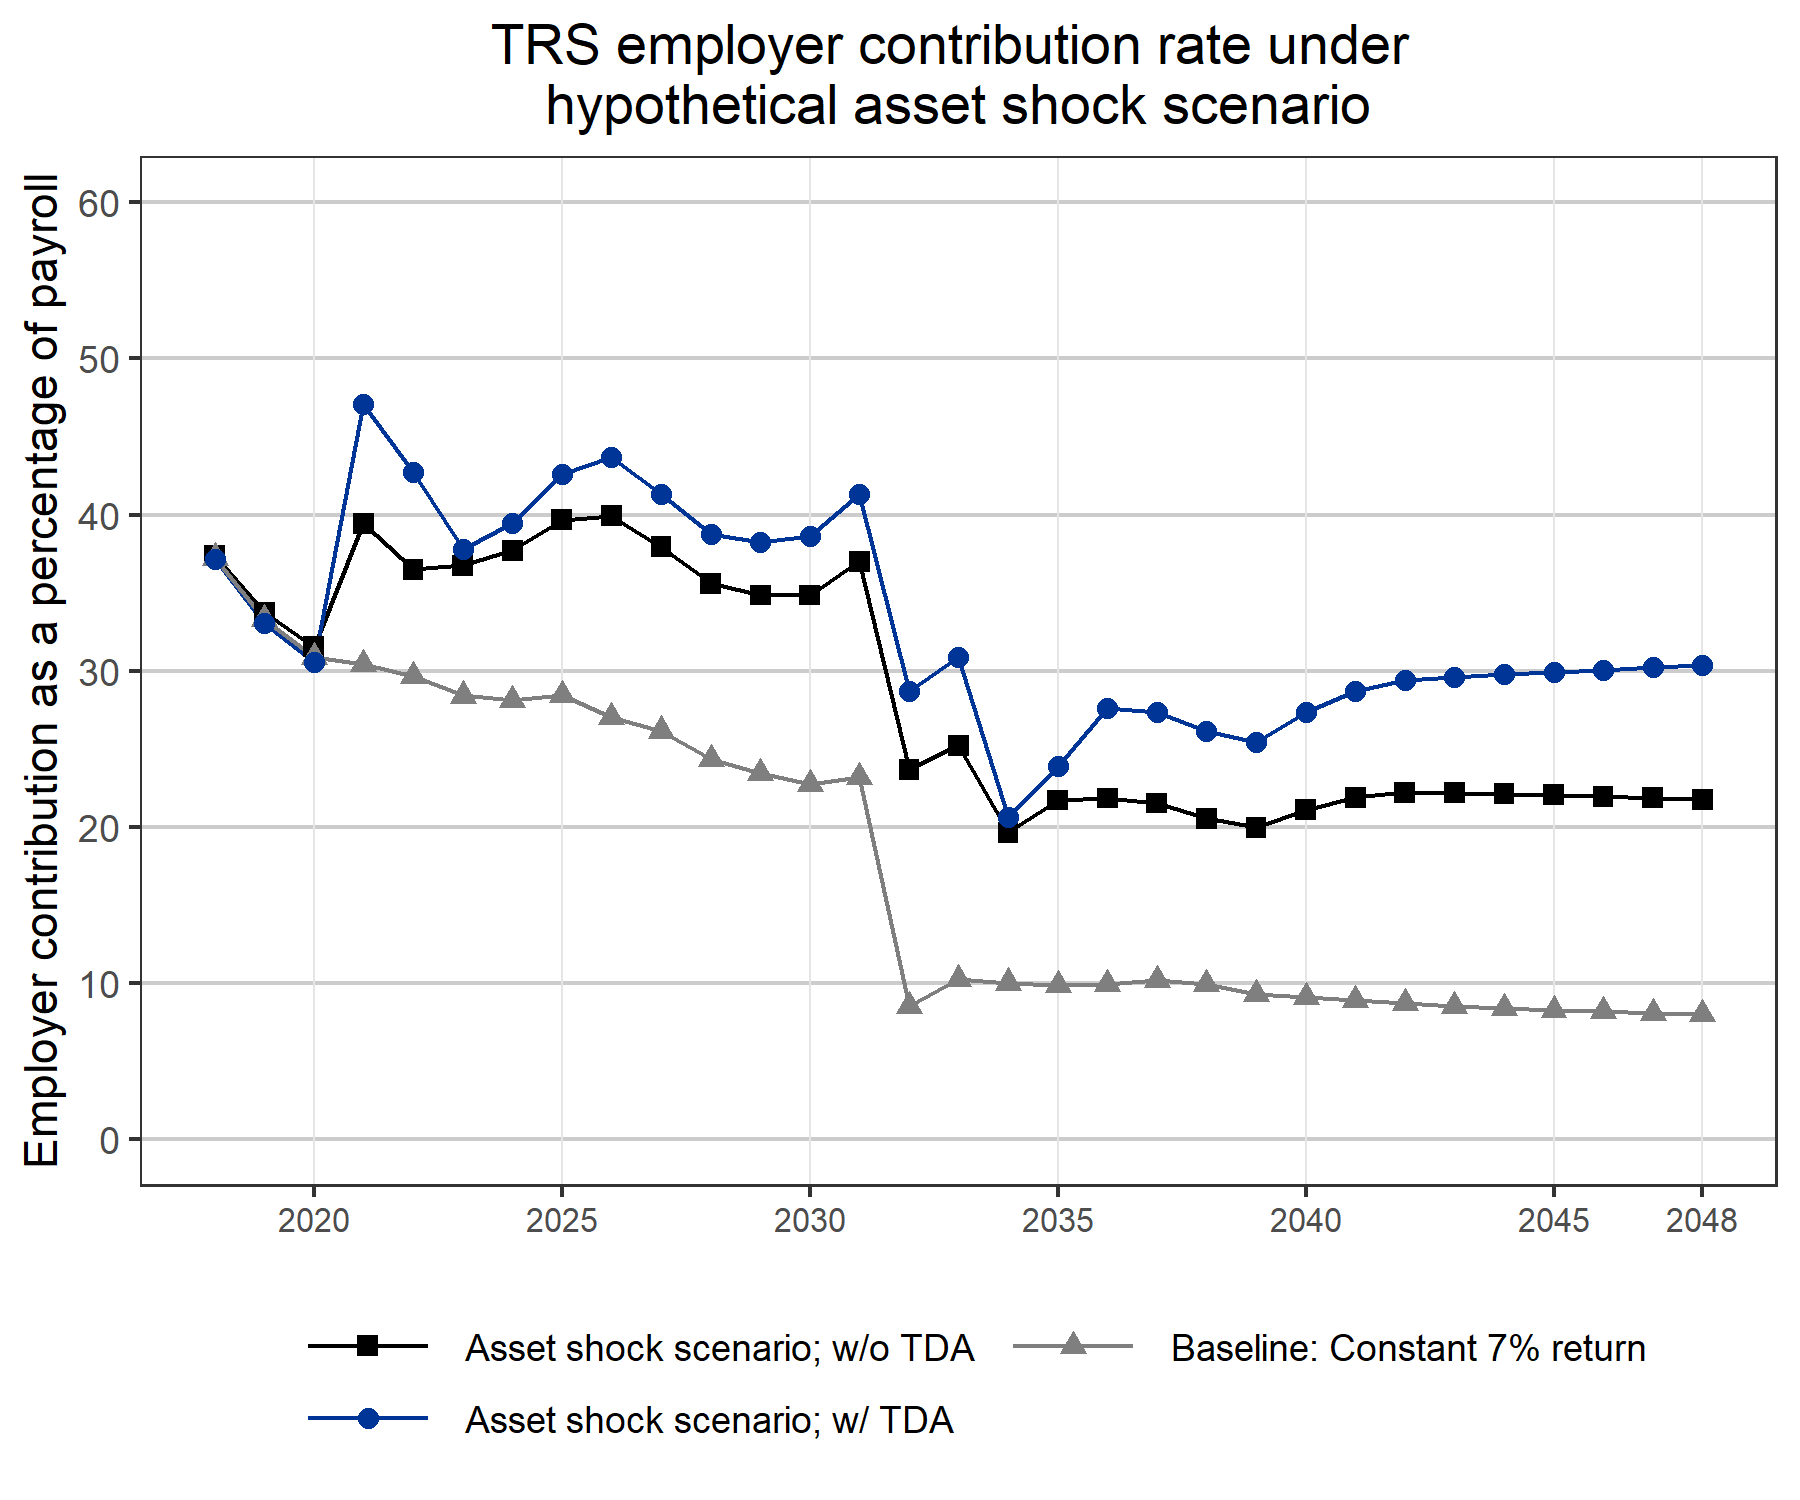 TRS employer contribution rate under
hypothetical asset shock scenario
Employer contribution as a percentage of payroll
60
50
40
30
20
10
0
2020
2025
2030
2035
2040
2045
2048
Asset shock scenario; w/o TDA
Baseline: Constant 7% return
Asset shock scenario; w/ TDA